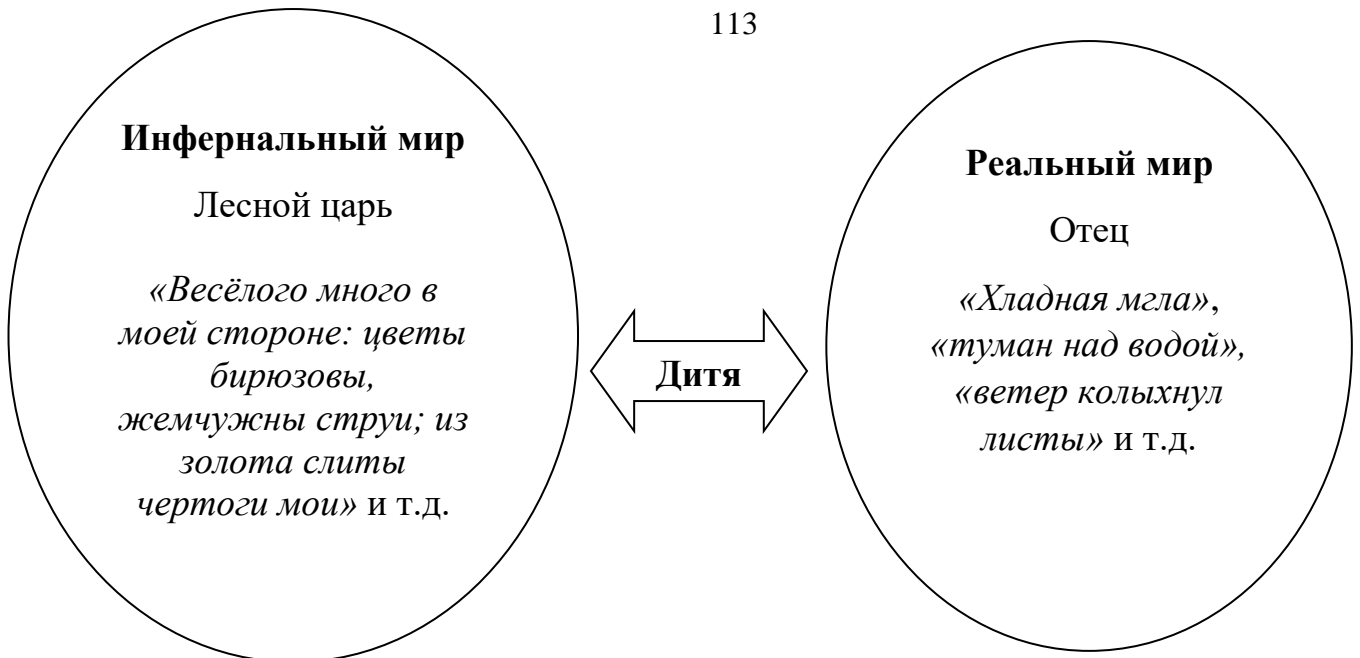 113
Инфернальный мир
Лесной царь
«Весёлого много в
моей стороне: цветы
бирюзовы,
жемчужны струи; из
золота слиты
чертоги мои» и т.д.
Дитя
Реальный мир
Отец
«Хладная мгла»,
«туман над водой»,
«ветер колыхнул
листы» и т.д.